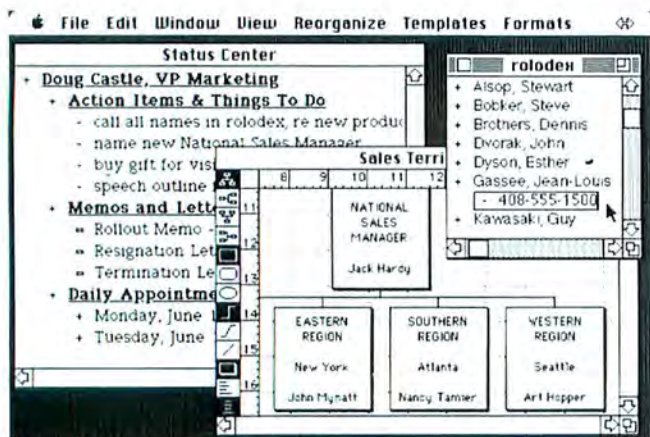 File Edit Window View Reorganize Templates Formats
Status Center
+ Doug Castle, VP Marketing
+ Action Items & Things To Do
- call all names in rolodex, re new produc
- name new National Sales Manager
- buy gift for vis
- speech outline
+ Memos and Lett
Rollout Memo -
Resignation Let
Termination Le
+ Daily Appointme
+ Monday, June
+ Tuesday, June
rolodex
+ Alsop, Stewart
+ Bobker, Steve
+ Brothers, Dennis
+ Dvorak, John
+ Dyson, Esther
+ Gassee, Jean-Louis
- 408-555-1500
+ Kawasaki, Guy
Sales Terri
8 9 10 11 12
11
12
13
14
15
16
NATIONAL
SALES
MANAGER
Jack Hardy
EASTERN
REGION
New York
John Mynatt
SOUTHERN
REGION
Atlanta
Nancy Tamler
WESTERN
REGION
Seattle
Art Hopper